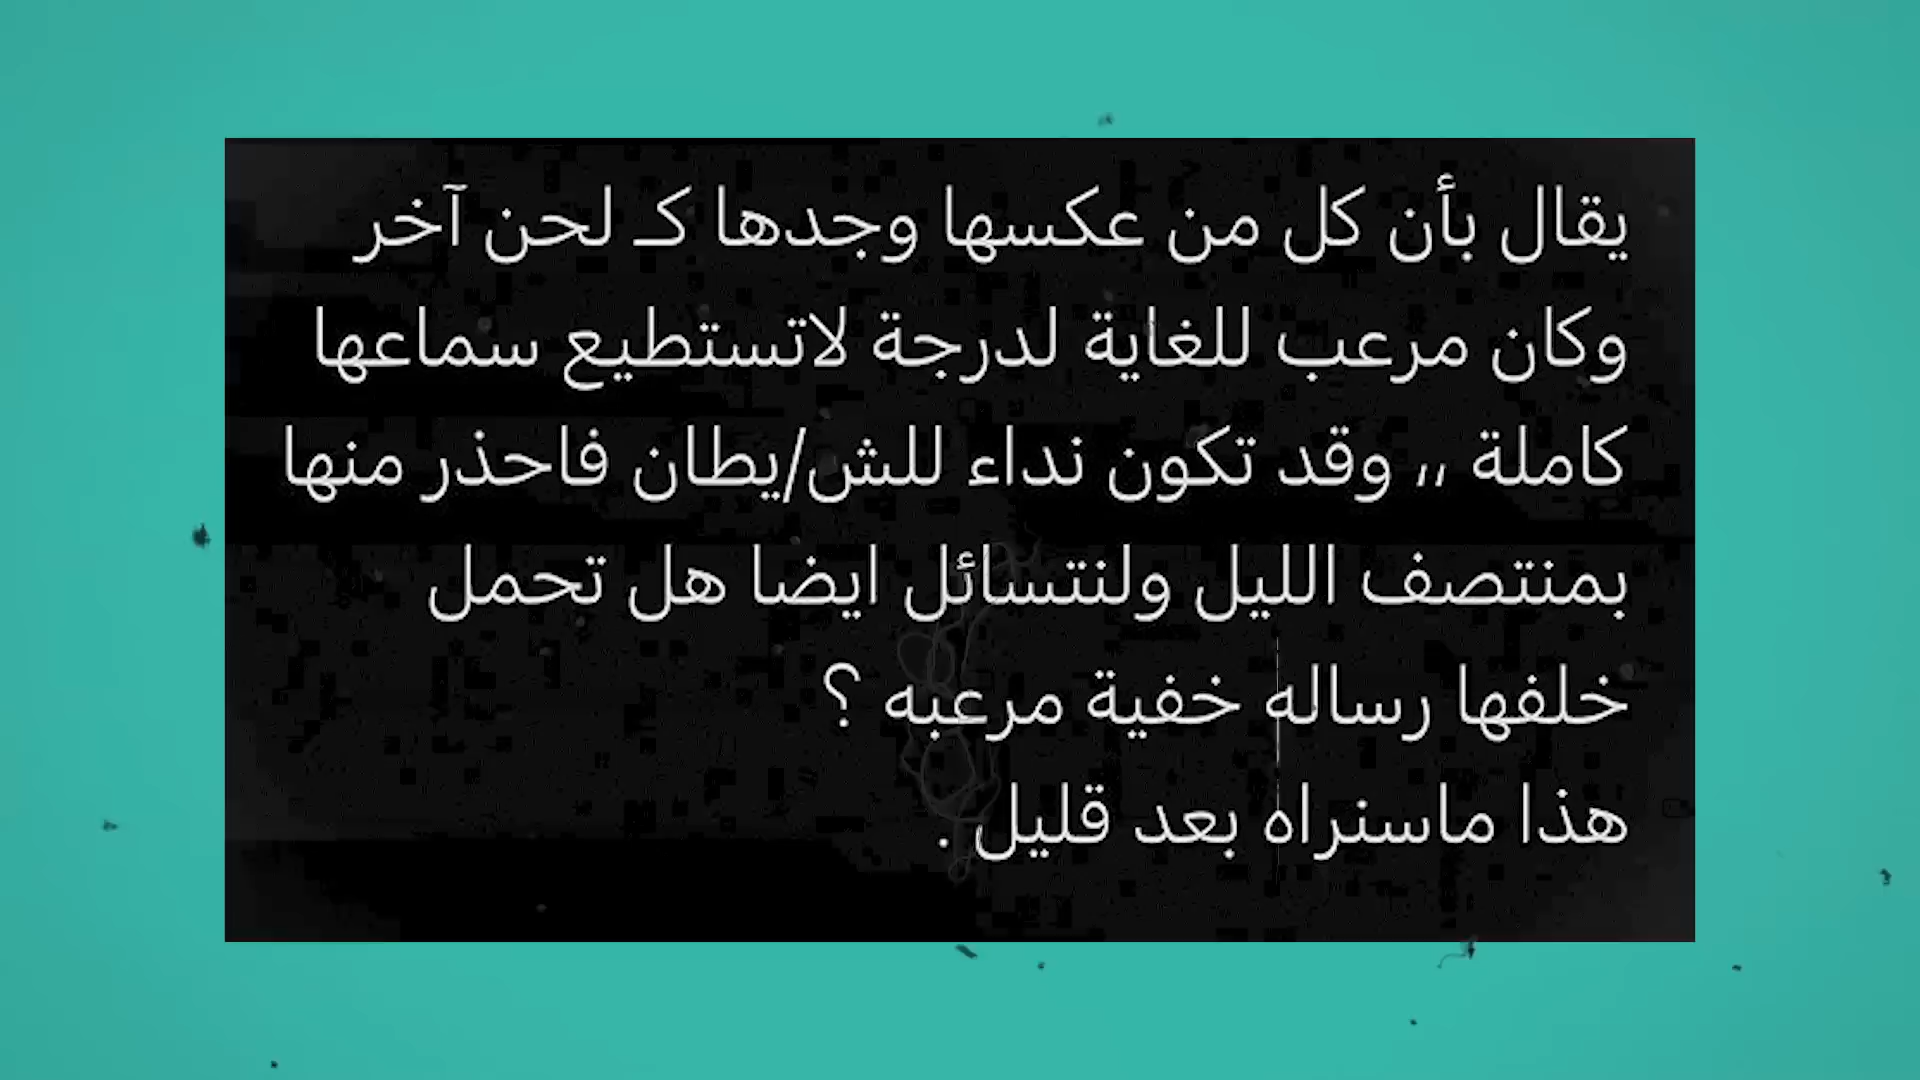 يقال بأن كل من عكسها وجدها كـ لحن آخر
وكان مرعب للغاية لدرجة لاتستطيع سماعها
كاملة ،، وقد تكون نداء للش/يطان فاحذر منها
بمنتصف الليل ولنتسائل ايضا هل تحمل
خلفها رساله خفية مرعبه ؟
هذا ماسنراه بعد قليل .